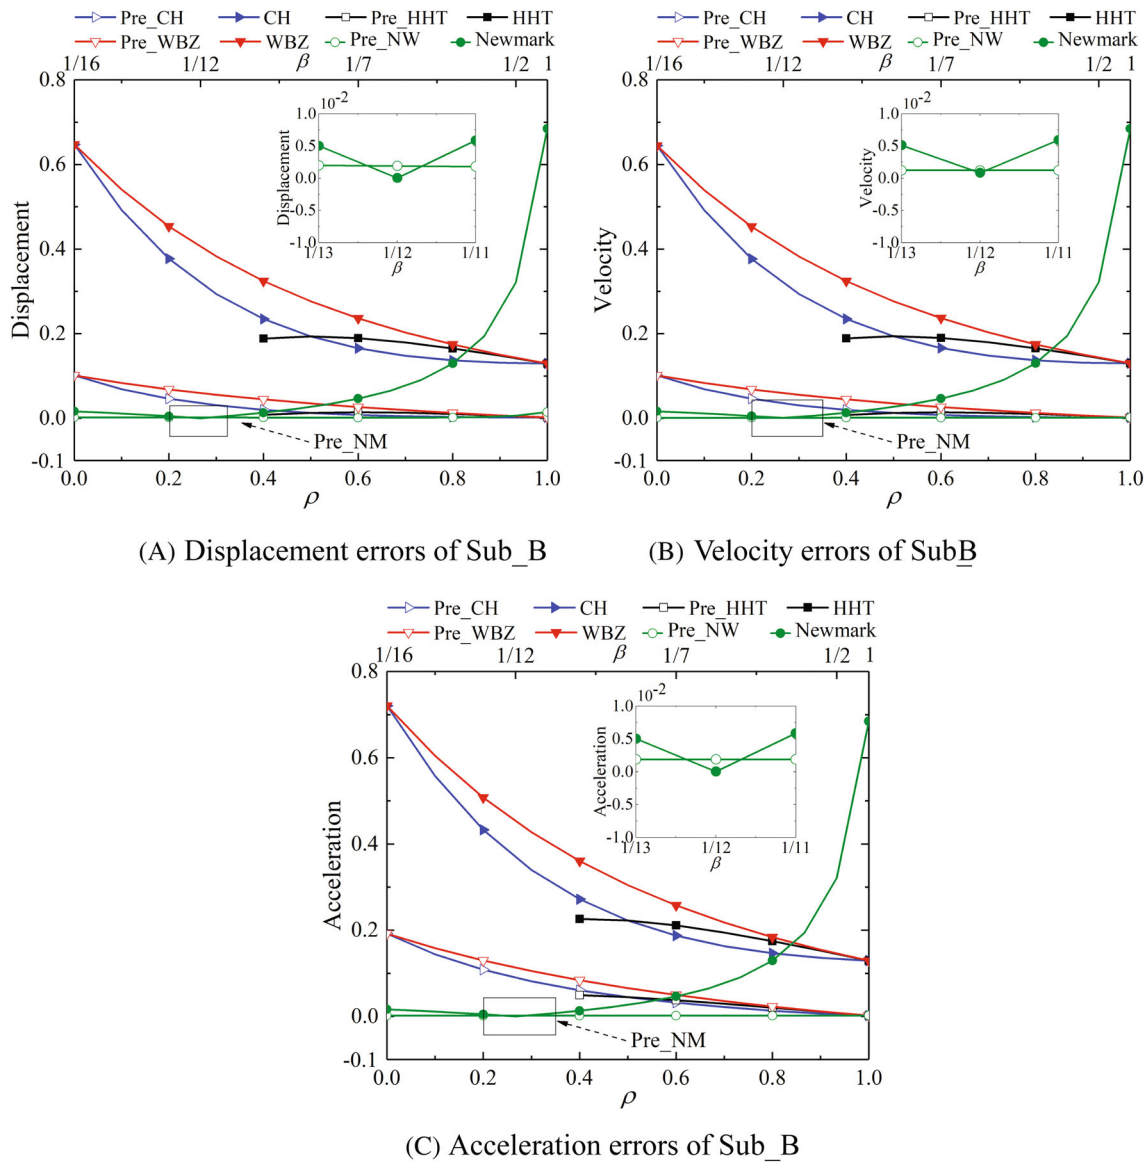 Pre_CH CH Pre_HHT HHT
Pre_WBZ WBZ Pre_NW Newmark
1/16 1/12 β 1/7 1/2 1
0.8
0.6
0.4
0.2
0.0
-0.1
Displacement
10⁻²
1.0
0.5
0.0
-0.5
-1.0
Displacement
1/13 1/12 1/11
β
Pre_NM
0.0 0.2 0.4 0.6 0.8 1.0
ρ
(A) Displacement errors of Sub_B
Pre_CH CH Pre_HHT HHT
Pre_WBZ WBZ Pre_NW Newmark
1/16 1/12 β 1/7 1/2 1
0.8
0.6
0.4
0.2
0.0
-0.1
Velocity
10⁻²
1.0
0.5
0.0
-0.5
-1.0
Velocity
1/13 1/12 1/11
β
Pre_NM
0.0 0.2 0.4 0.6 0.8 1.0
ρ
(B) Velocity errors of Sub_B
Pre_CH CH Pre_HHT HHT
Pre_WBZ WBZ Pre_NW Newmark
1/16 1/12 β 1/7 1/2 1
0.8
0.6
0.4
0.2
0.0
-0.1
Acceleration
10⁻²
1.0
0.5
0.0
-0.5
-1.0
Acceleration
1/13 1/12 1/11
β
Pre_NM
0.0 0.2 0.4 0.6 0.8 1.0
ρ
(C) Acceleration errors of Sub_B